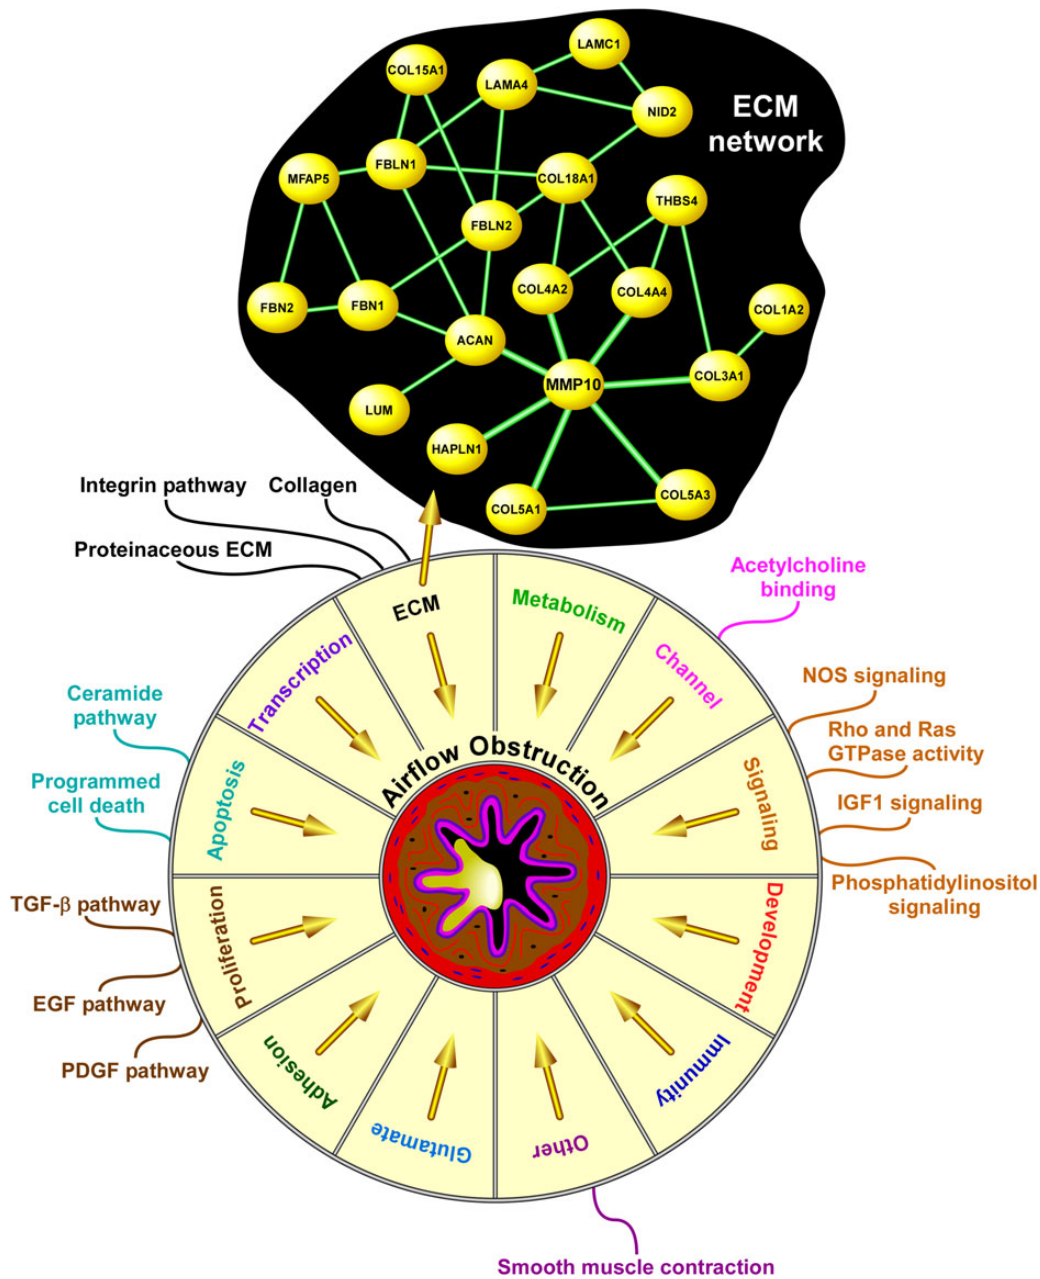 LAMC1
COL15A1
LAMA4
NID2
ECM
network
FBLN1
MFAP5
COL18A1
THBS4
FBLN2
COL4A2
COL4A4
FBN2
FBN1
COL1A2
ACAN
MMP10
COL3A1
LUM
HAPLN1
COL5A1
COL5A3
Integrin pathway
Collagen
Proteinaceous ECM
Acetylcholine
binding
ECM
Metabolism
Transcription
Channel
NOS signaling
Ceramide
pathway
Rho and Ras
GTPase activity
Airflow Obstruction
Programmed
cell death
Apoptosis
Signaling
IGF1 signaling
Phosphatidylinositol
signaling
TGF-β pathway
Proliferation
Development
EGF pathway
PDGF pathway
Adhesion
Immunity
Glutamate
Other
Smooth muscle contraction